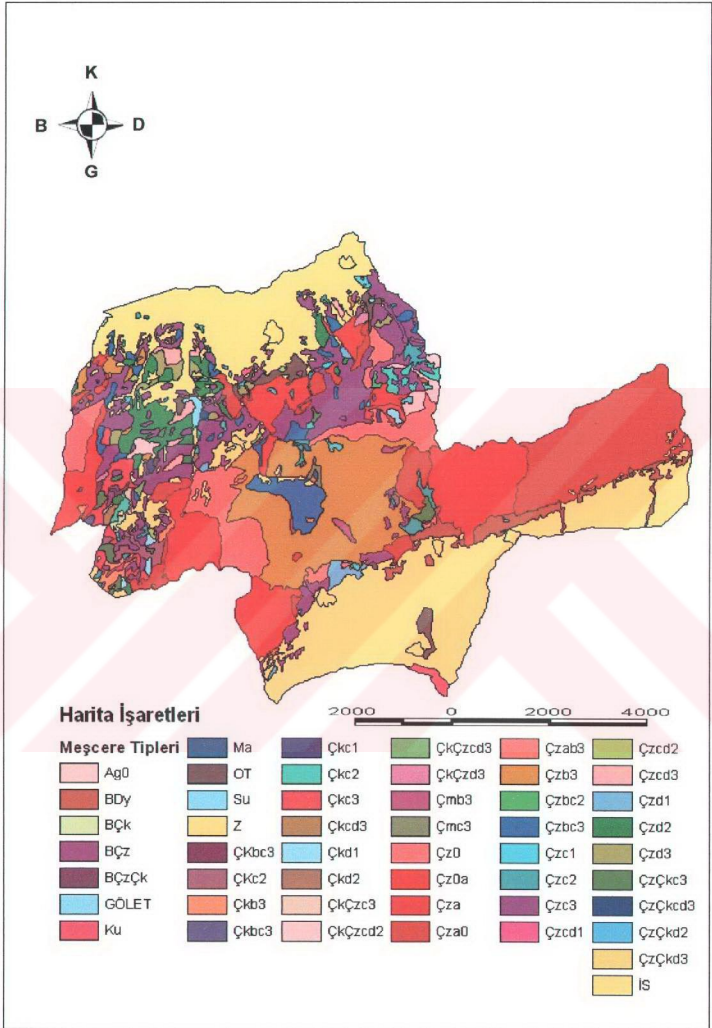 K
B D
G
Harita İşaretleri
2000 0 2000 4000
Meşcere Tipleri
Ag0
BDy
BÇk
BÇz
BÇzÇk
GÖLET
Ku
Ma
OT
Su
Z
ÇKbc3
ÇKc2
Çkb3
Çkbc3
Çkc1
Çkc2
Çkc3
Çkcd3
Çkd1
Çkd2
ÇkÇzc3
ÇkÇzcd2
ÇkÇzcd3
ÇkÇzd3
Çmb3
Çmc3
Çz0
Çz0a
Çza
Çza0
Çzab3
Çzb3
Çzbc2
Çzbc3
Çzc1
Çzc2
Çzc3
Çzcd1
Çzcd2
Çzcd3
Çzd1
Çzd2
Çzd3
ÇzÇkc3
ÇzÇkcd3
ÇzÇkd2
ÇzÇkd3
İS